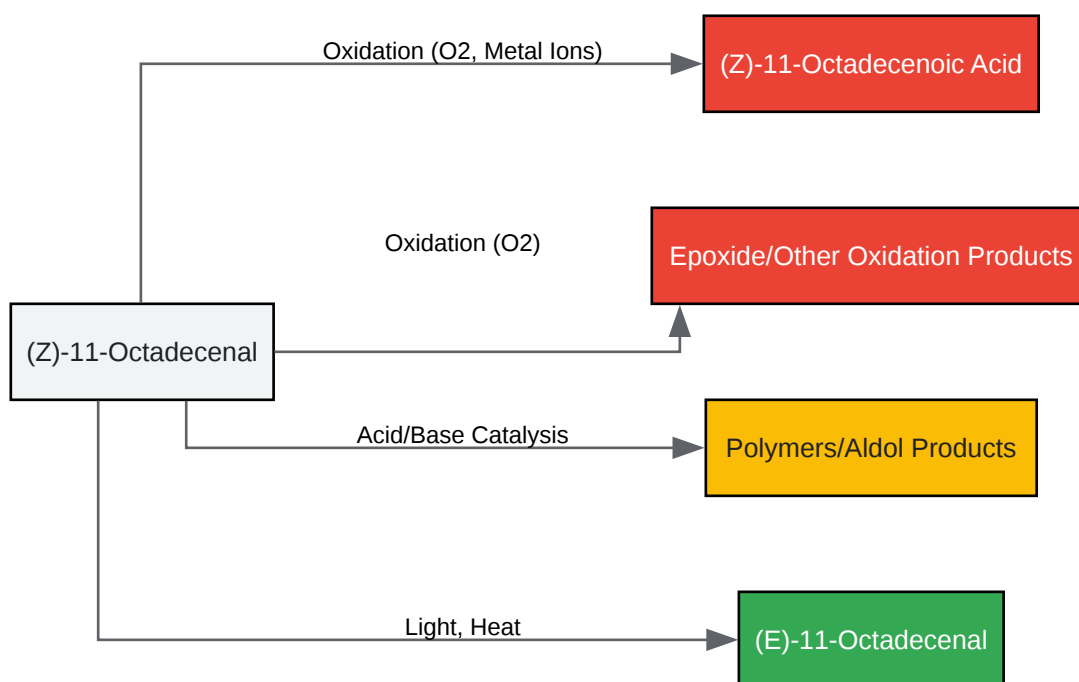 Oxidation (O2, Metal Ions)
(Z)-11-Octadecenoic Acid
Oxidation (O2)
Epoxide/Other Oxidation Products
(Z)-11-Octadecenal
Acid/Base Catalysis
Polymers/Aldol Products
Light, Heat
(E)-11-Octadecenal